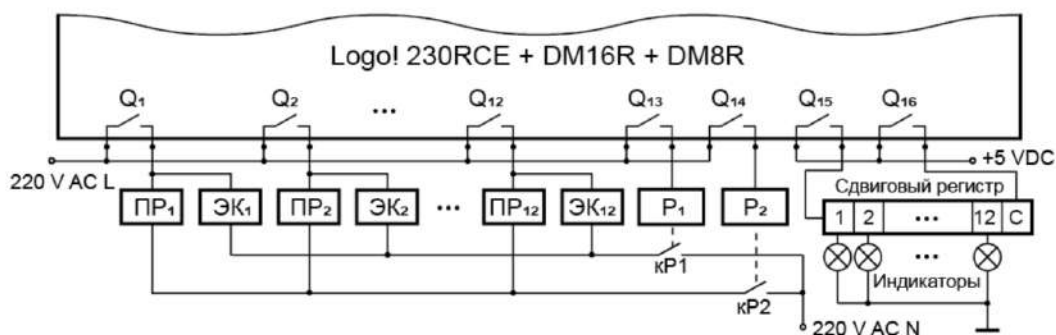 Logo! 230RCE + DM16R + DM8R
Q₁ Q₂ ... Q₁₂ Q₁₃ Q₁₄ Q₁₅ Q₁₆
220 V AC L
+5 VDC
Сдвиговый регистр
ПР₁ ЭК₁ ПР₂ ЭК₂ ... ПР₁₂ ЭК₁₂ Р₁ Р₂
1 2 ... 12 С
кР1
...
Индикаторы
кР2
220 V AC N